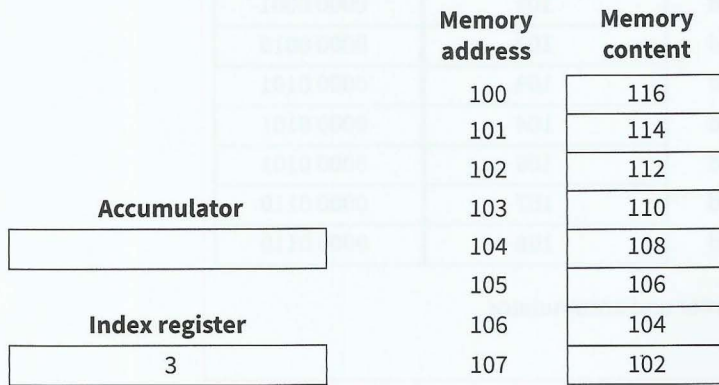 Memory address
Memory content
100 116
101 114
102 112
Accumulator
103 110
104 108
105 106
Index register
106 104
3
107 102